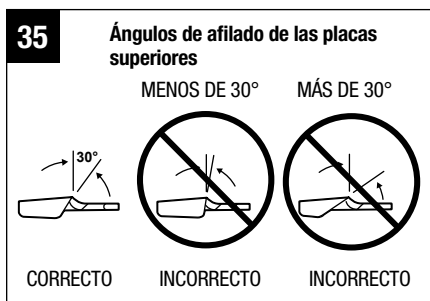 35
Ángulos de afilado de las placas
superiores
MENOS DE 30°
MÁS DE 30°
30°
CORRECTO
INCORRECTO
INCORRECTO